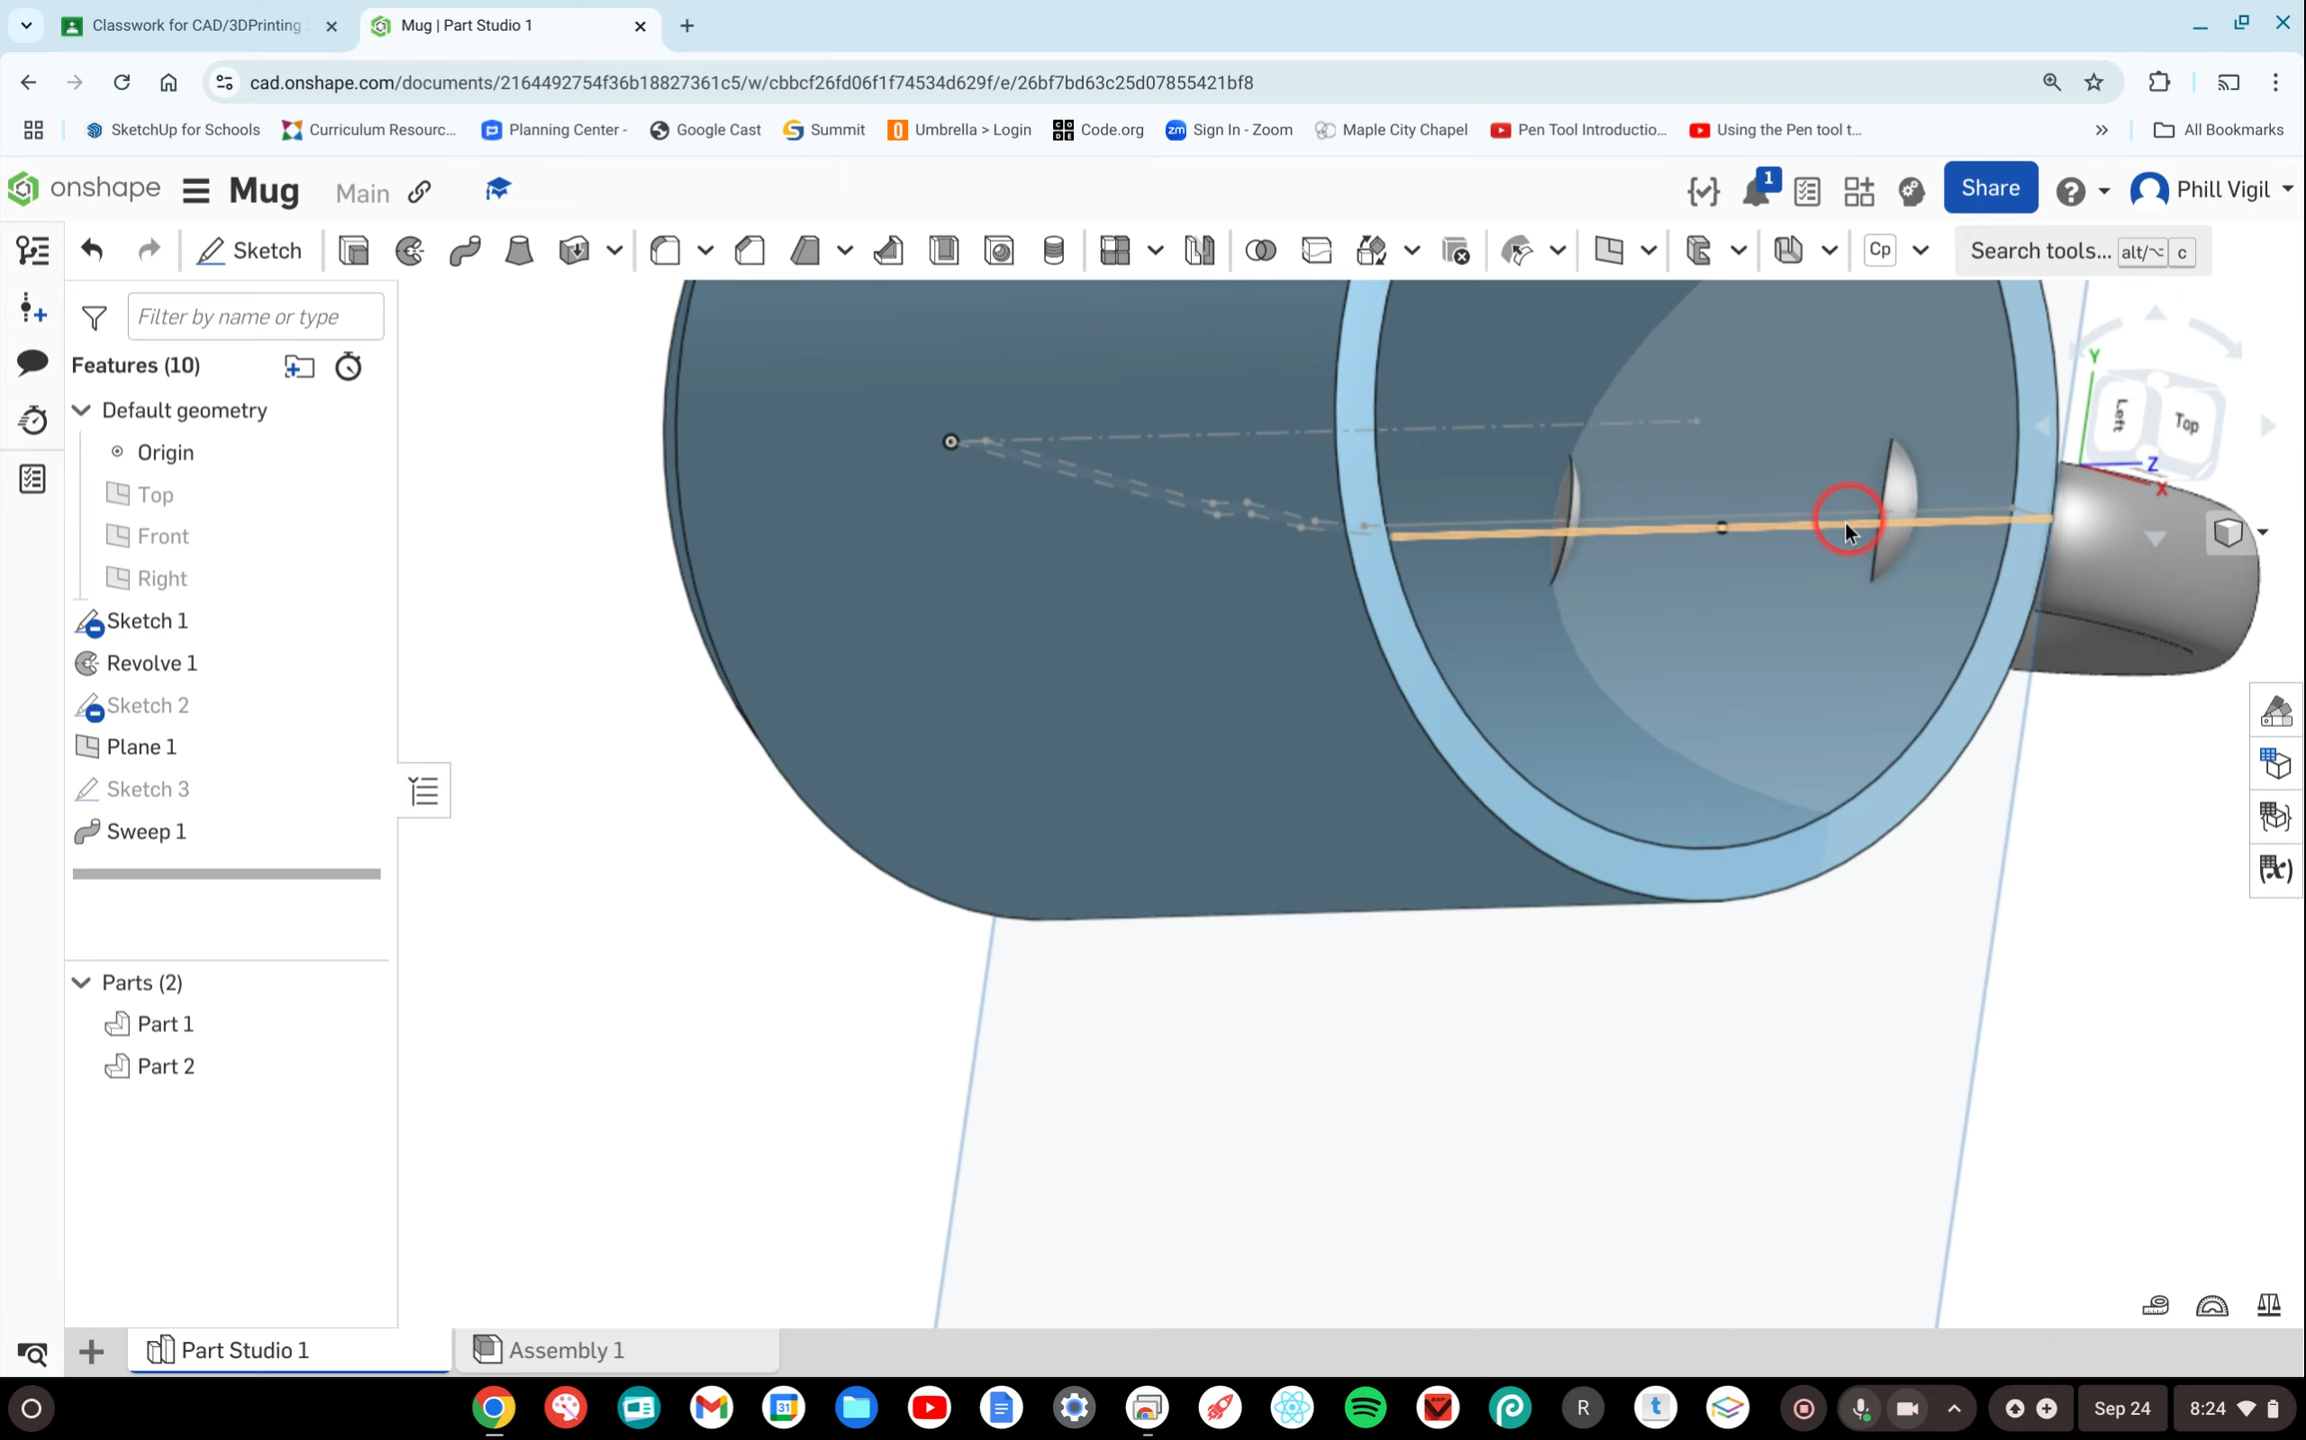 Classwork for CAD/3DPrinting
Mug | Part Studio 1
cad.onshape.com/documents/2164492754f36b18827361c5/w/cbbcf26fd06f1f74534d629f/e/26bf7bd63c25d07855421bf8
SketchUp for Schools
Curriculum Resourc...
Planning Center -
Google Cast
Summit
Umbrella > Login
Code.org
Sign In - Zoom
Maple City Chapel
Pen Tool Introductio...
Using the Pen tool t...
All Bookmarks
onshape
Mug
Main
1
Share
Phill Vigil
Sketch
Cp
Search tools... alt/⌥ c
Filter by name or type
Features (10)
Default geometry
Origin
Top
Front
Right
Sketch 1
Revolve 1
Sketch 2
Plane 1
Sketch 3
Sweep 1
Parts (2)
Part 1
Part 2
Y
Left
Top
Z
X
(x)
Part Studio 1
Assembly 1
31
R
t
Sep 24
8:24